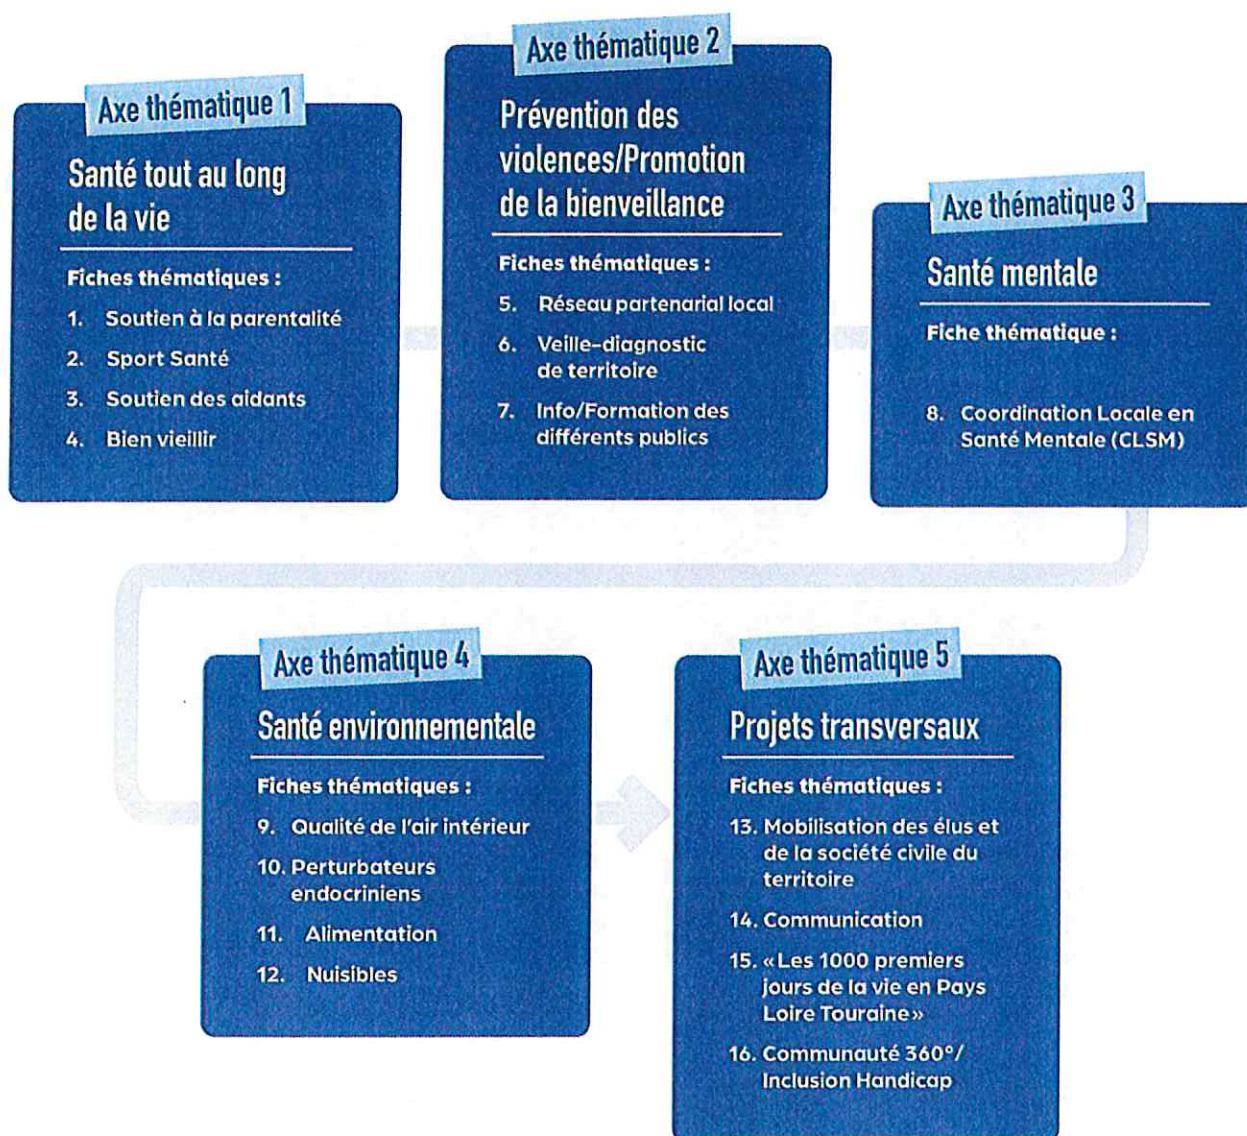 Axe thématique 1
Santé tout au long
de la vie
Fiches thématiques :
1. Soutien à la parentalité
2. Sport Santé
3. Soutien des aidants
4. Bien vieillir
Axe thématique 2
Prévention des
violences/Promotion
de la bienveillance
Fiches thématiques :
5. Réseau partenarial local
6. Veille-diagnostic
de territoire
7. Info/Formation des
différents publics
Axe thématique 3
Santé mentale
Fiche thématique :
8. Coordination Locale en
Santé Mentale (CLSM)
Axe thématique 4
Santé environnementale
Fiches thématiques :
9. Qualité de l'air intérieur
10. Perturbateurs
endocriniens
11. Alimentation
12. Nuisibles
Axe thématique 5
Projets transversaux
Fiches thématiques :
13. Mobilisation des élus et
de la société civile du
territoire
14. Communication
15. «Les 1000 premiers
jours de la vie en Pays
Loire Touraine»
16. Communauté 360°/
Inclusion Handicap